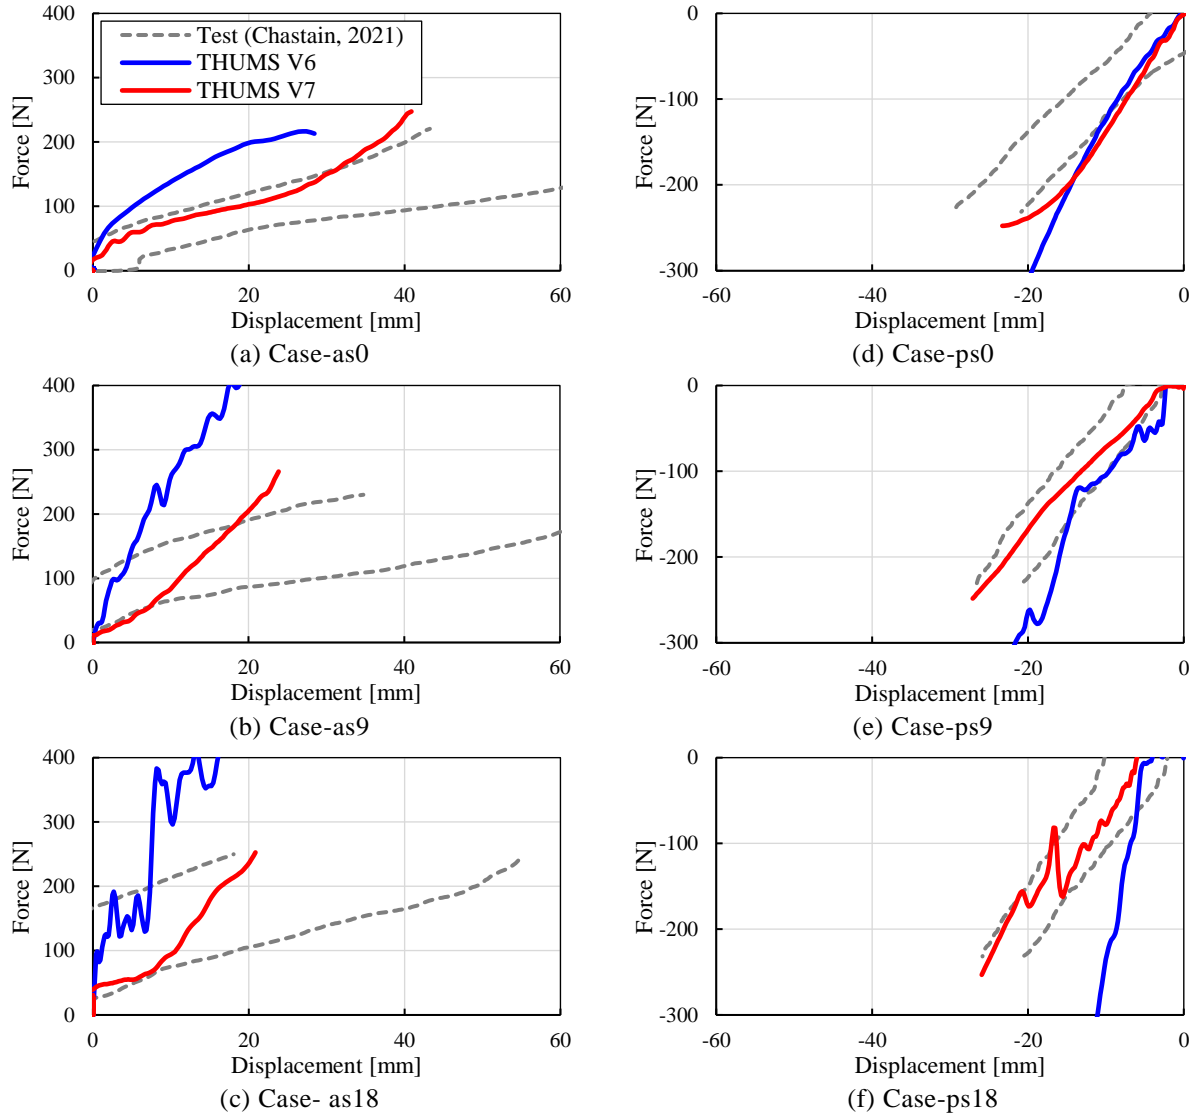 400
300
200
100
0
Force [N]
Test (Chastain, 2021)
THUMS V6
THUMS V7
0
20
40
60
Displacement [mm]
(a) Case-as0
0
-100
-200
-300
Force [N]
-60
-40
-20
0
Displacement [mm]
(d) Case-ps0
400
300
200
100
0
Force [N]
0
20
40
60
Displacement [mm]
(b) Case-as9
0
-100
-200
-300
Force [N]
-60
-40
-20
0
Displacement [mm]
(e) Case-ps9
400
300
200
100
0
Force [N]
0
20
40
60
Displacement [mm]
(c) Case- as18
0
-100
-200
-300
Force [N]
-60
-40
-20
0
Displacement [mm]
(f) Case-ps18